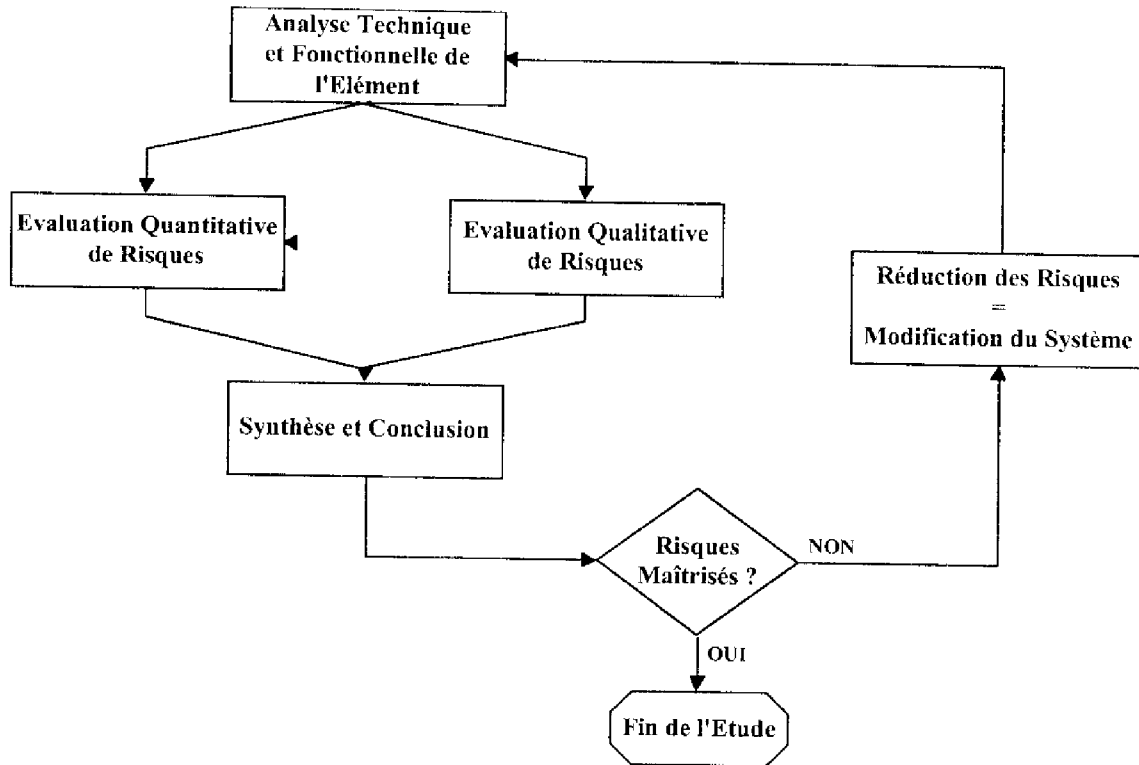 Analyse Technique
et Fonctionnelle de
l'Elément
Evaluation Quantitative
de Risques
Evaluation Qualitative
de Risques
Réduction des Risques
=
Modification du Système
Synthèse et Conclusion
Risques
Maîtrisés ?
NON
OUI
Fin de l'Etude